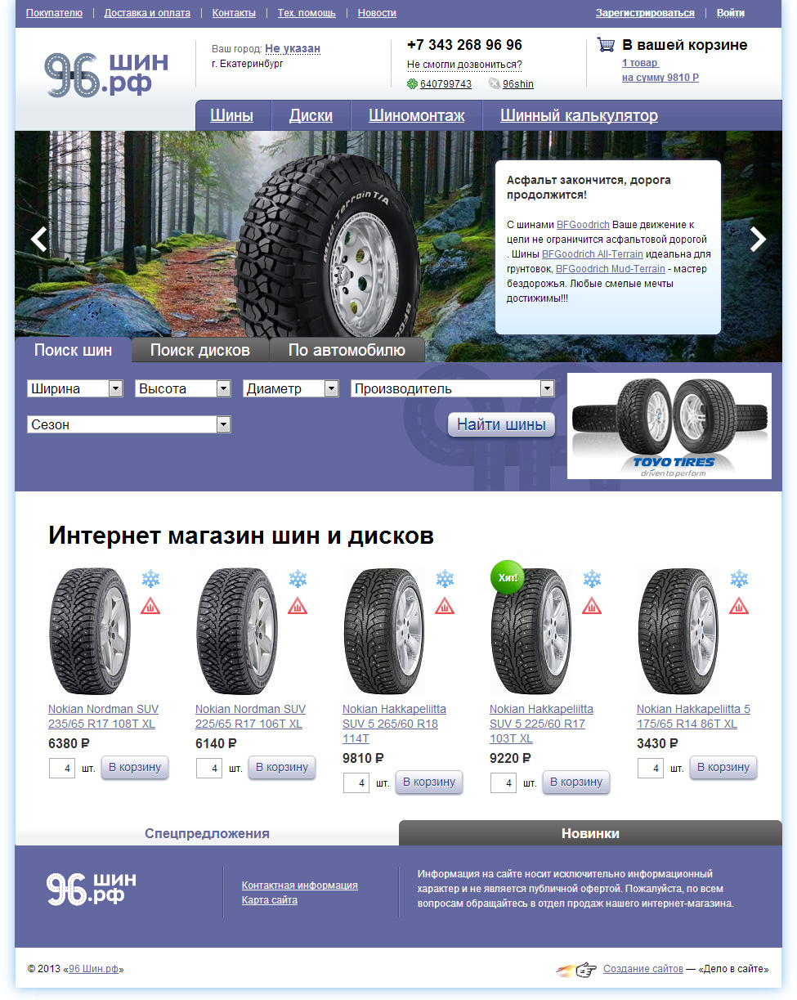 Покупателю Доставка и оплата Контакты Тех. помощь Новости Зарегистрироваться Войти
96 шин.рф
Ваш город: Не указан
г. Екатеринбург
+7 343 268 96 96
Не смогли дозвониться?
640799743 96shin
В вашей корзине
1 товар
на сумму 9810 Р
Шины Диски Шиномонтаж Шинный калькулятор
Mud-Terrain T/A
BFGoo
Асфальт закончится, дорога
продолжится!
С шинами BFGoodrich Ваше движение к
цели не ограничится асфальтовой дорогой
. Шины BFGoodrich All-Terrain идеальна для
грунтовок, BFGoodrich Mud-Terrain - мастер
бездорожья. Любые смелые мечты
достижимы!!!
Поиск шин Поиск дисков По автомобилю
Ширина Высота Диаметр Производитель
Сезон Найти шины
TOYO TIRES
driven to perform
Интернет магазин шин и дисков
Хит!
Nokian Nordman SUV
235/65 R17 108T XL
6380 Р
4 шт. В корзину
Nokian Nordman SUV
225/65 R17 106T XL
6140 Р
4 шт. В корзину
Nokian Hakkapeliitta
SUV 5 265/60 R18
114T
9810 Р
4 шт. В корзину
Nokian Hakkapeliitta
SUV 5 225/60 R17
103T XL
9220 Р
4 шт. В корзину
Nokian Hakkapeliitta 5
175/65 R14 86T XL
3430 Р
4 шт. В корзину
Спецпредложения Новинки
96 шин.рф
Контактная информация
Карта сайта
Информация на сайте носит исключительно информационный
характер и не является публичной офертой. Пожалуйста, по всем
вопросам обращайтесь в отдел продаж нашего интернет-магазина.
© 2013 «96 Шин.рф»
Создание сайтов — «Дело в сайте»